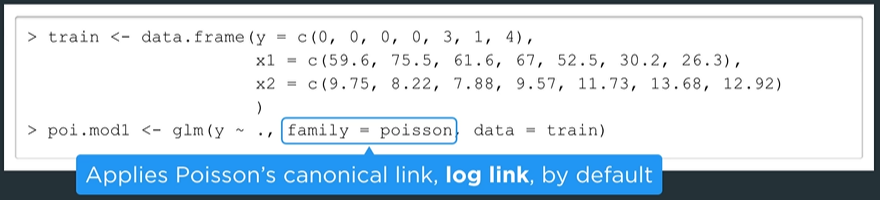 > train <- data.frame(y = c(0, 0, 0, 0, 3, 1, 4),
x1 = c(59.6, 75.5, 61.6, 67, 52.5, 30.2, 26.3),
x2 = c(9.75, 8.22, 7.88, 9.57, 11.73, 13.68, 12.92)
)
> poi.mod1 <- glm(y ~ ., family = poisson, data = train)
Applies Poisson's canonical link, log link, by default